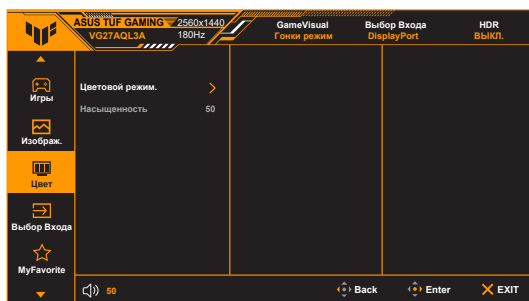 ASUS TUF GAMING 2560x1440
VG27AQL3A 180Hz
GameVisual
Гонки режим
Выбор Входа
DisplayPort
HDR
ВЫКЛ.
Игры
Изображ.
Цвет
Выбор Входа
MyFavorite
Цветовой режим.
Насыщенность 50
50
Back
Enter
EXIT